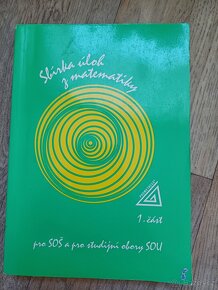 Sbírka úloh
z matematiky
1. část
pro SOŠ a pro studijní obory SOU